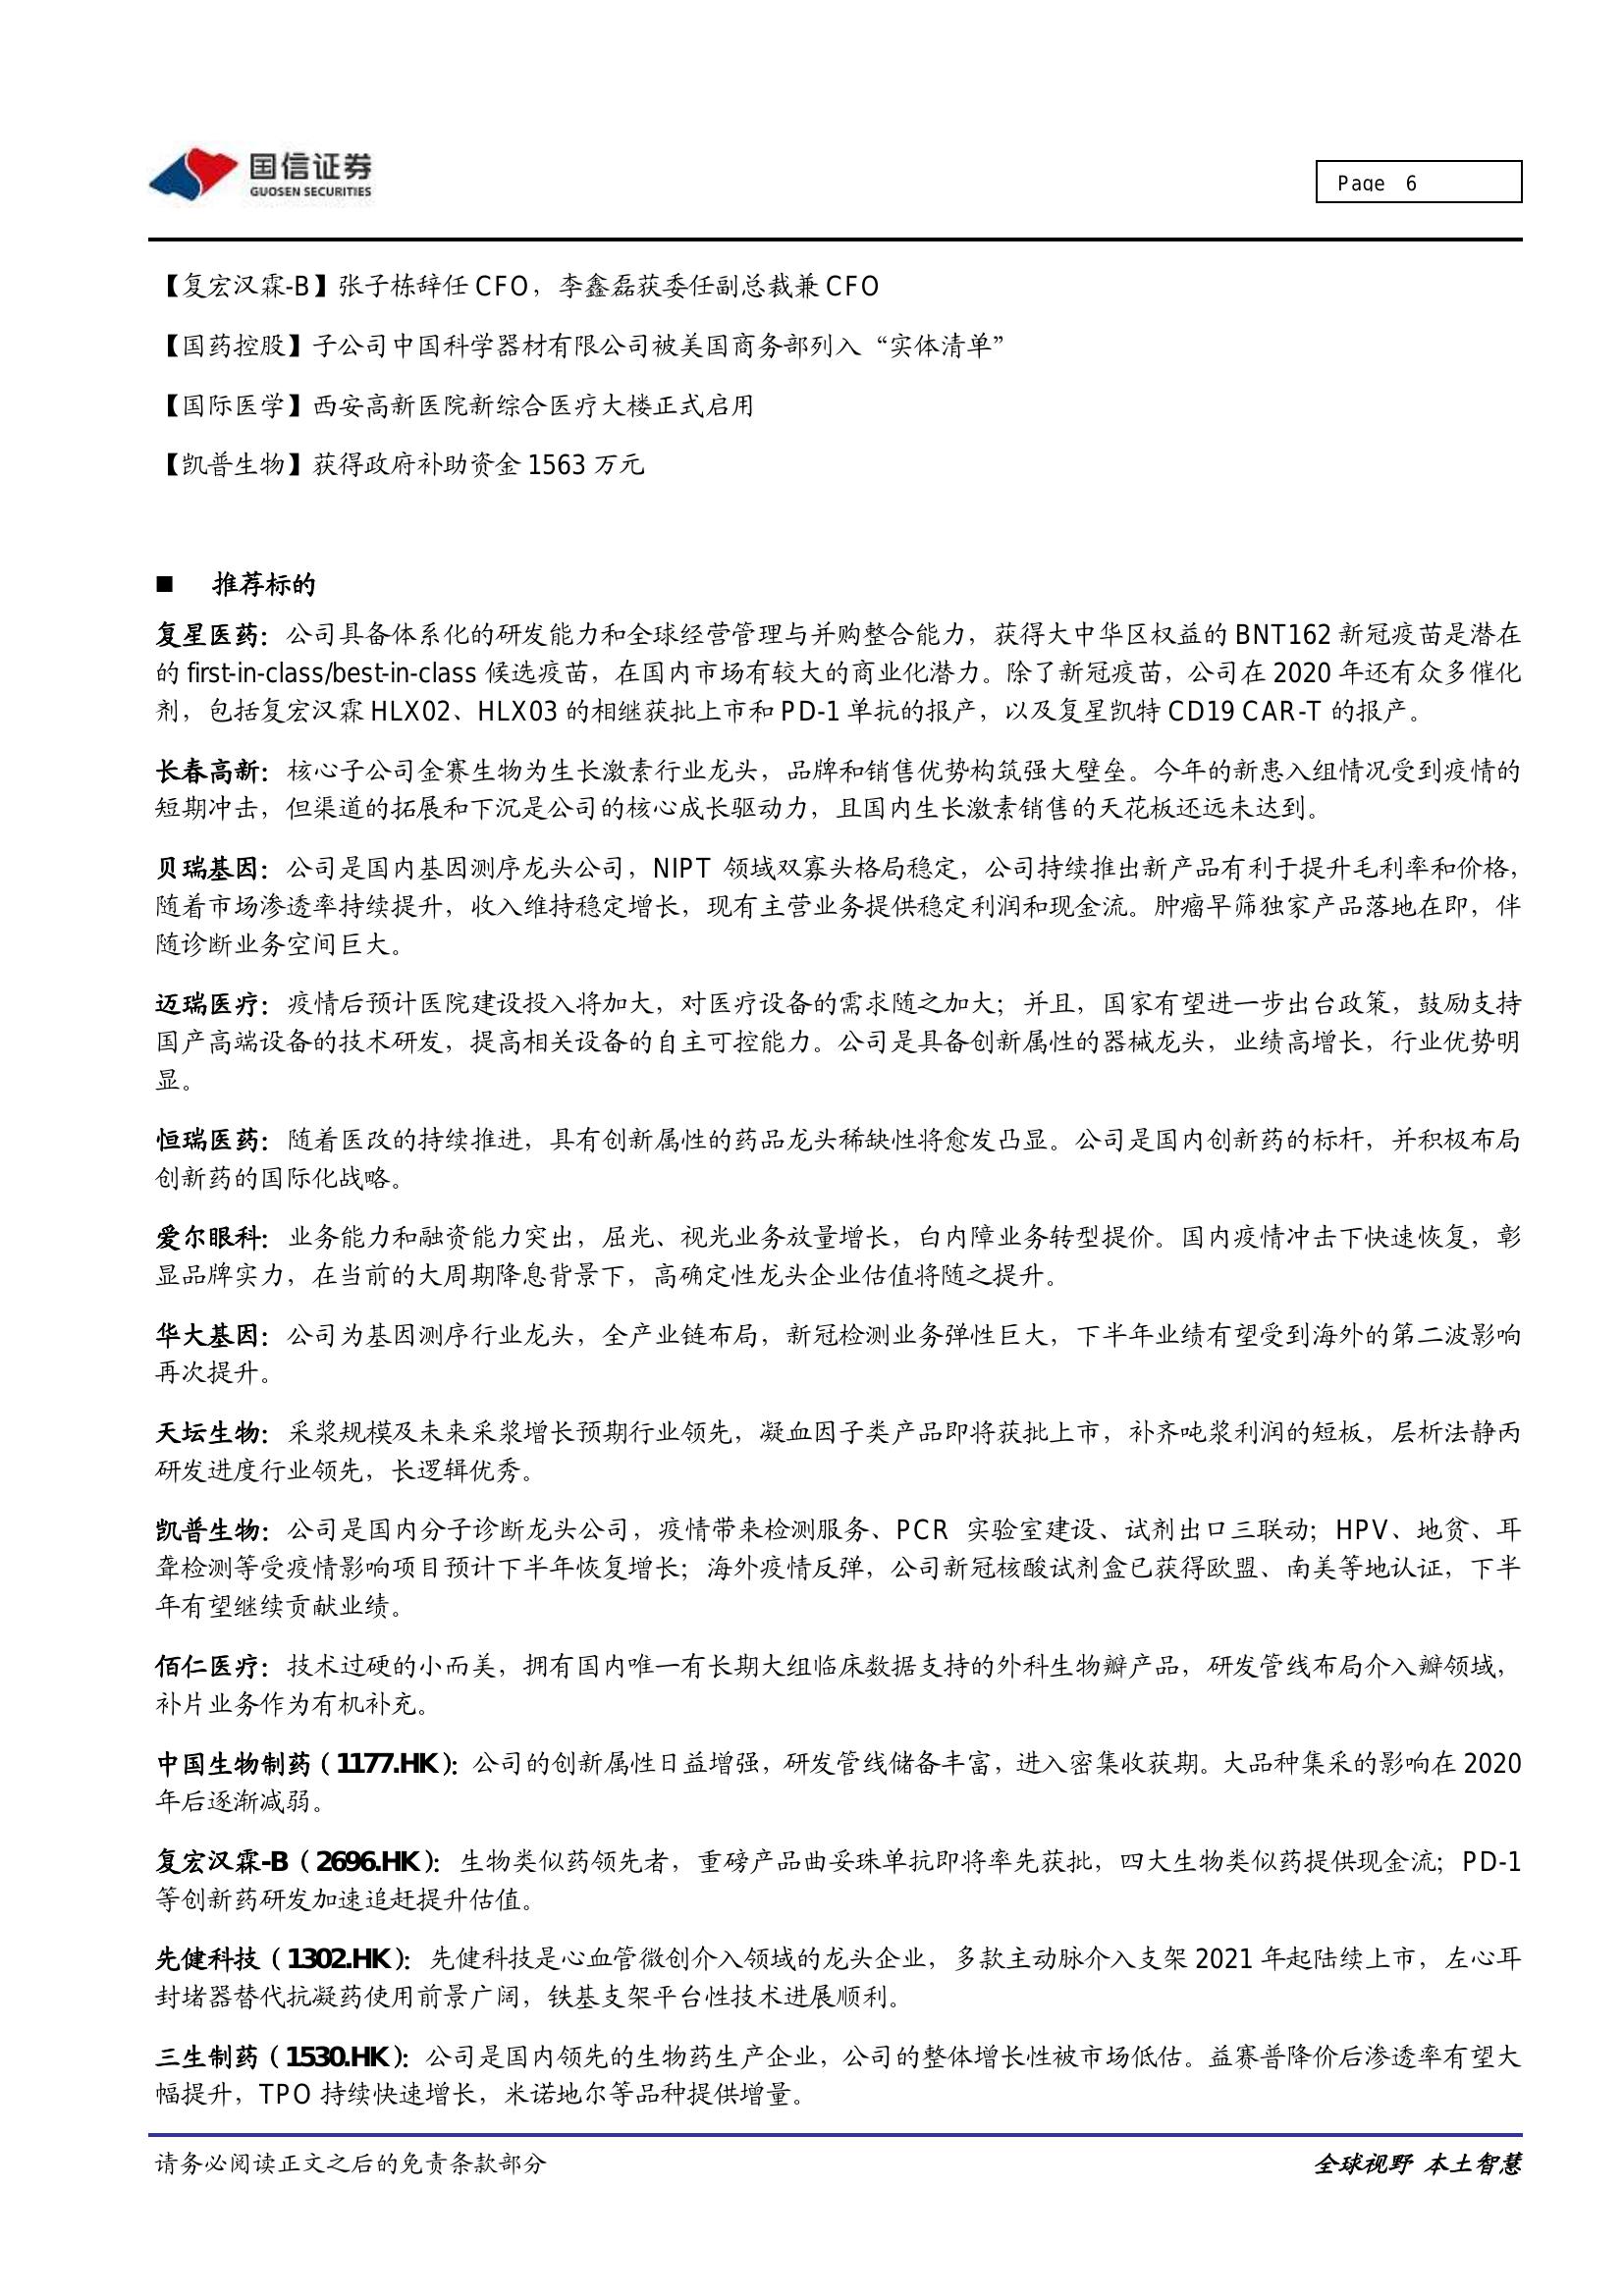 国信证券
GUOSEN SECURITIES
Page 6
【复宏汉霖-B】张子栋辞任 CFO，李鑫磊获委任副总裁兼 CFO
【国药控股】子公司中国科学器材有限公司被美国商务部列入“实体清单”
【国际医学】西安高新医院新综合医疗大楼正式启用
【凯普生物】获得政府补助资金 1563 万元
■ 推荐标的
复星医药：公司具备体系化的研发能力和全球经营管理与并购整合能力，获得大中华区权益的 BNT162 新冠疫苗是潜在
的 first-in-class/best-in-class 候选疫苗，在国内市场有较大的商业化潜力。除了新冠疫苗，公司在 2020 年还有众多催化
剂，包括复宏汉霖 HLX02、HLX03 的相继获批上市和 PD-1 单抗的报产，以及复星凯特 CD19 CAR-T 的报产。
长春高新：核心子公司金赛生物为生长激素行业龙头，品牌和销售优势构筑强大壁垒。今年的新患入组情况受到疫情的
短期冲击，但渠道的拓展和下沉是公司的核心成长驱动力，且国内生长激素销售的天花板还远未达到。
贝瑞基因：公司是国内基因测序龙头公司，NIPT 领域双寡头格局稳定，公司持续推出新产品有利于提升毛利率和价格，
随着市场渗透率持续提升，收入维持稳定增长，现有主营业务提供稳定利润和现金流。肿瘤早筛独家产品落地在即，伴
随诊断业务空间巨大。
迈瑞医疗：疫情后预计医院建设投入将加大，对医疗设备的需求随之加大；并且，国家有望进一步出台政策，鼓励支持
国产高端设备的技术研发，提高相关设备的自主可控能力。公司是具备创新属性的器械龙头，业绩高增长，行业优势明
显。
恒瑞医药：随着医改的持续推进，具有创新属性的药品龙头稀缺性将愈发凸显。公司是国内创新药的标杆，并积极布局
创新药的国际化战略。
爱尔眼科：业务能力和融资能力突出，屈光、视光业务放量增长，白内障业务转型提价。国内疫情冲击下快速恢复，彰
显品牌实力，在当前的大周期降息背景下，高确定性龙头企业估值将随之提升。
华大基因：公司为基因测序行业龙头，全产业链布局，新冠检测业务弹性巨大，下半年业绩有望受到海外的第二波影响
再次提升。
天坛生物：采浆规模及未来采浆增长预期行业领先，凝血因子类产品即将获批上市，补齐吨浆利润的短板，层析法静丙
研发进度行业领先，长逻辑优秀。
凯普生物：公司是国内分子诊断龙头公司，疫情带来检测服务、PCR 实验室建设、试剂出口三联动；HPV、地贫、耳
聋检测等受疫情影响项目预计下半年恢复增长；海外疫情反弹，公司新冠核酸试剂盒已获得欧盟、南美等地认证，下半
年有望继续贡献业绩。
佰仁医疗：技术过硬的小而美，拥有国内唯一有长期大组临床数据支持的外科生物瓣产品，研发管线布局介入瓣领域，
补片业务作为有机补充。
中国生物制药（1177.HK）：公司的创新属性日益增强，研发管线储备丰富，进入密集收获期。大品种集采的影响在 2020
年后逐渐减弱。
复宏汉霖-B（2696.HK）：生物类似药领先者，重磅产品曲妥珠单抗即将率先获批，四大生物类似药提供现金流；PD-1
等创新药研发加速追赶提升估值。
先健科技（1302.HK）：先健科技是心血管微创介入领域的龙头企业，多款主动脉介入支架 2021 年起陆续上市，左心耳
封堵器替代抗凝药使用前景广阔，铁基支架平台性技术进展顺利。
三生制药（1530.HK）：公司是国内领先的生物药生产企业，公司的整体增长性被市场低估。益赛普降价后渗透率有望大
幅提升，TPO 持续快速增长，米诺地尔等品种提供增量。
请务必阅读正文之后的免责条款部分
全球视野 本土智慧